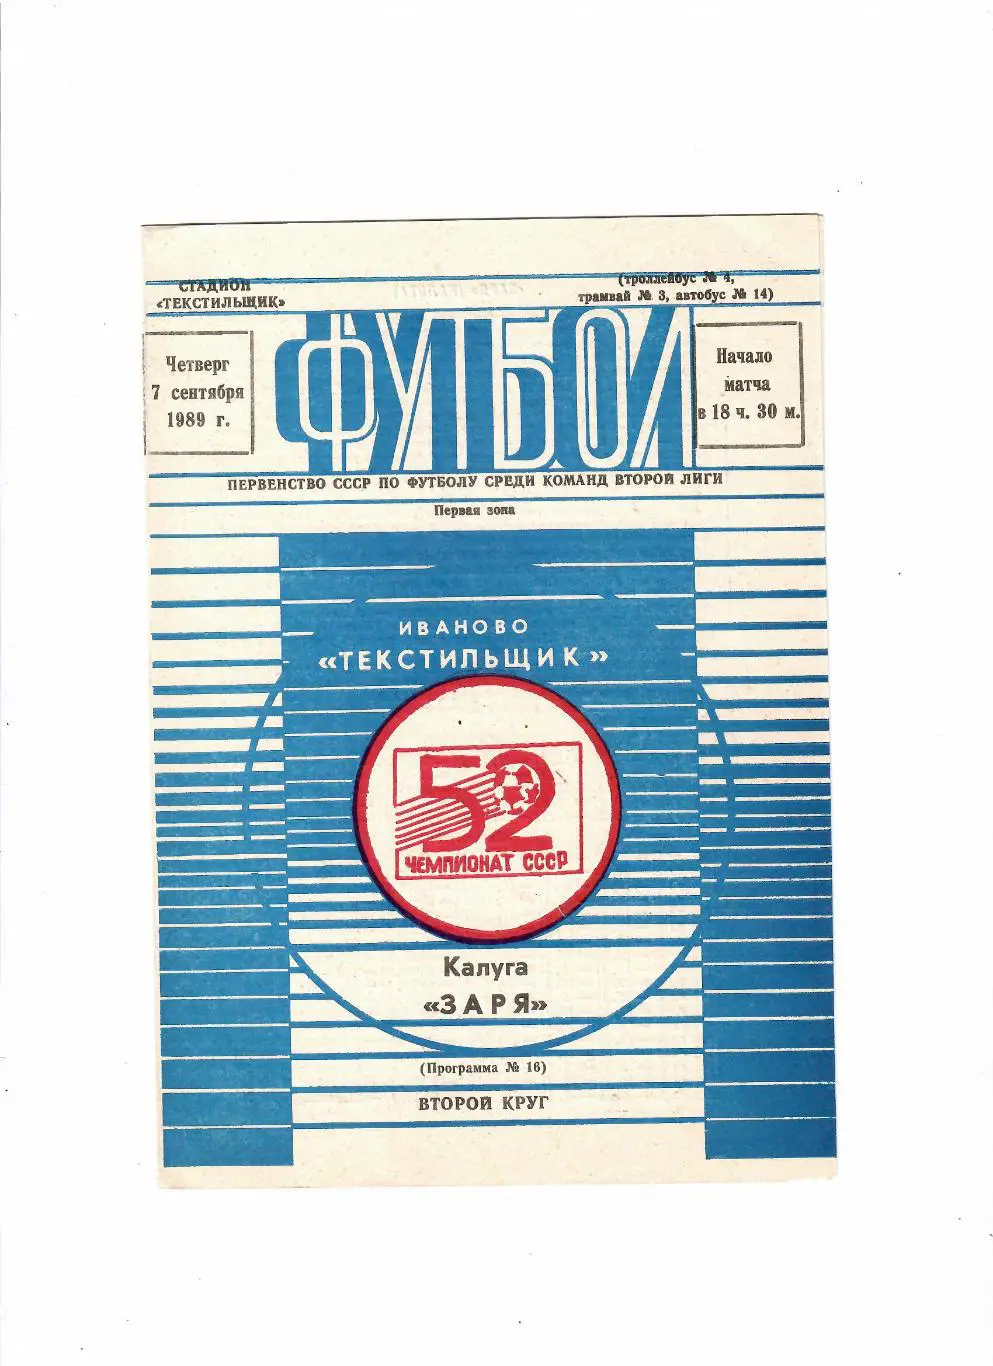 СТАДИОН
«ТЕКСТИЛЬЩИК»
(троллейбус № 4,
трамвай № 3, автобус № 14)
Четверг
7 сентября
1989 г.
ФУТБОЛ
Начало
матча
в 18 ч. 30 м.
ПЕРВЕНСТВО СССР ПО ФУТБОЛУ СРЕДИ КОМАНД ВТОРОЙ ЛИГИ
Первая зона
ИВАНОВО
«ТЕКСТИЛЬЩИК»
52
ЧЕМПИОНАТ СССР
Калуга
«ЗАРЯ»
(Программа № 16)
ВТОРОЙ КРУГ